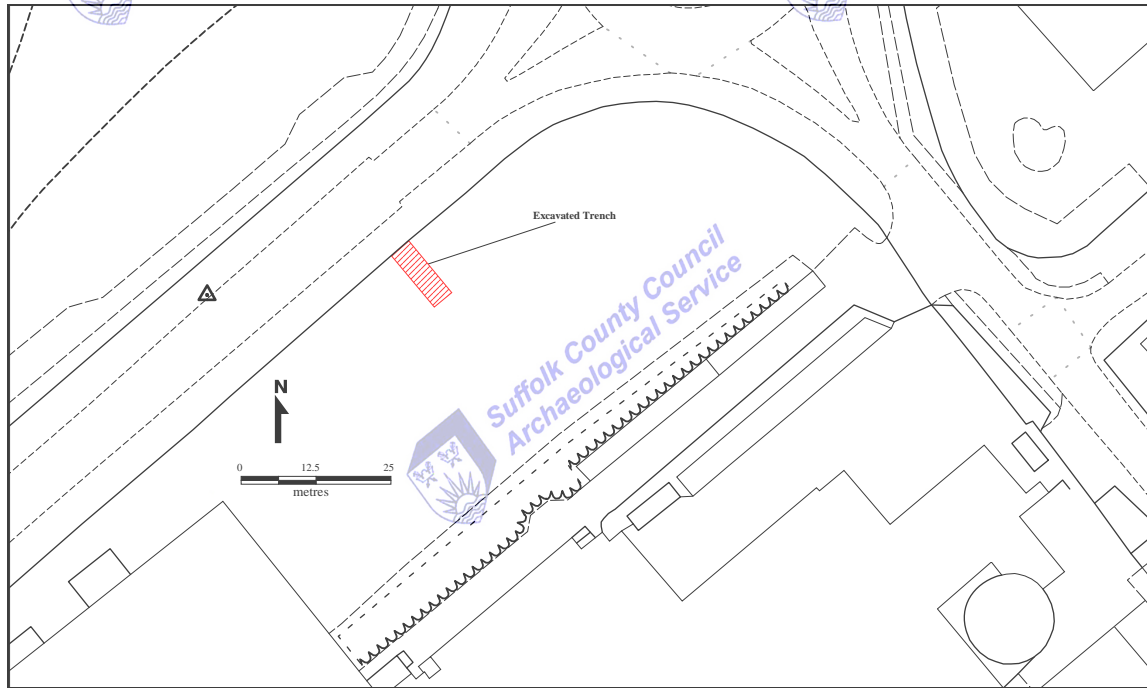 Excavated Trench
Suffolk County Council
Archaeological Service
N
0 12.5 25
metres